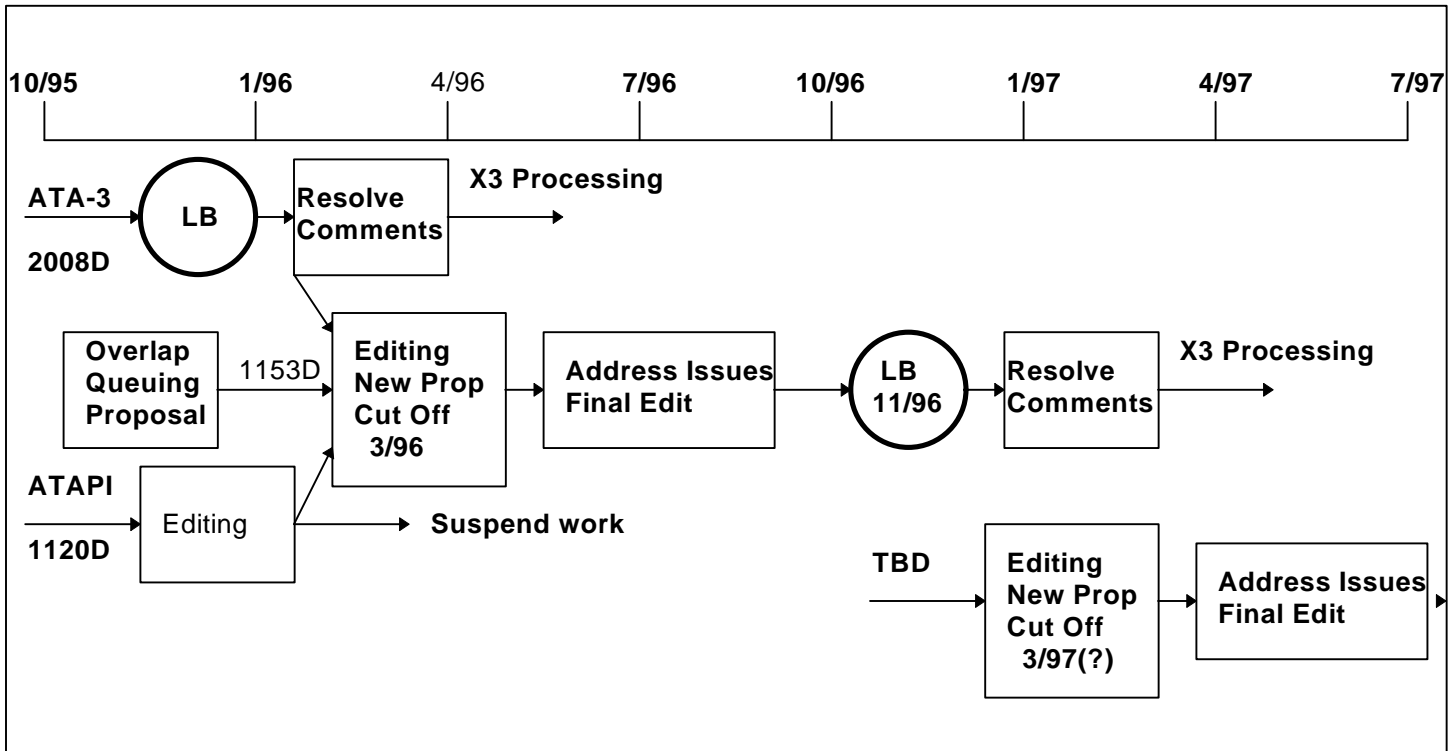 10/95 1/96 4/96 7/96 10/96 1/97 4/97 7/97
ATA-3
2008D
LB
Resolve
Comments
X3 Processing
Overlap
Queuing
Proposal
1153D
Editing
New Prop
Cut Off
3/96
Address Issues
Final Edit
LB
11/96
Resolve
Comments
X3 Processing
ATAPI
1120D
Editing
Suspend work
TBD
Editing
New Prop
Cut Off
3/97(?)
Address Issues
Final Edit